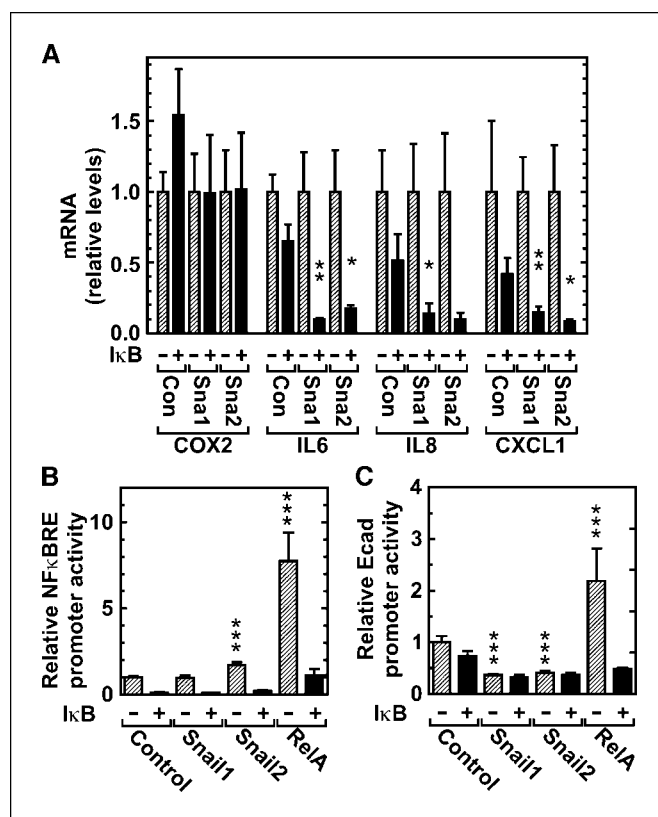 A
mRNA
(relative levels)
1.5
1.0
0.5
0.0
**
*
*
**
*
IκB - + - + - + - + - + - + - + - + - + - + - + - +
Con Sna1 Sna2 Con Sna1 Sna2 Con Sna1 Sna2 Con Sna1 Sna2
COX2 IL6 IL8 CXCL1
B
Relative NFκBRE
promoter activity
10
5
0
***
***
IκB - + - + - + - +
Control Snail1 Snail2 RelA
C
Relative Ecad
promoter activity
4
3
2
1
0
***
***
***
- + - + - + - +
Control Snail1 Snail2 RelA